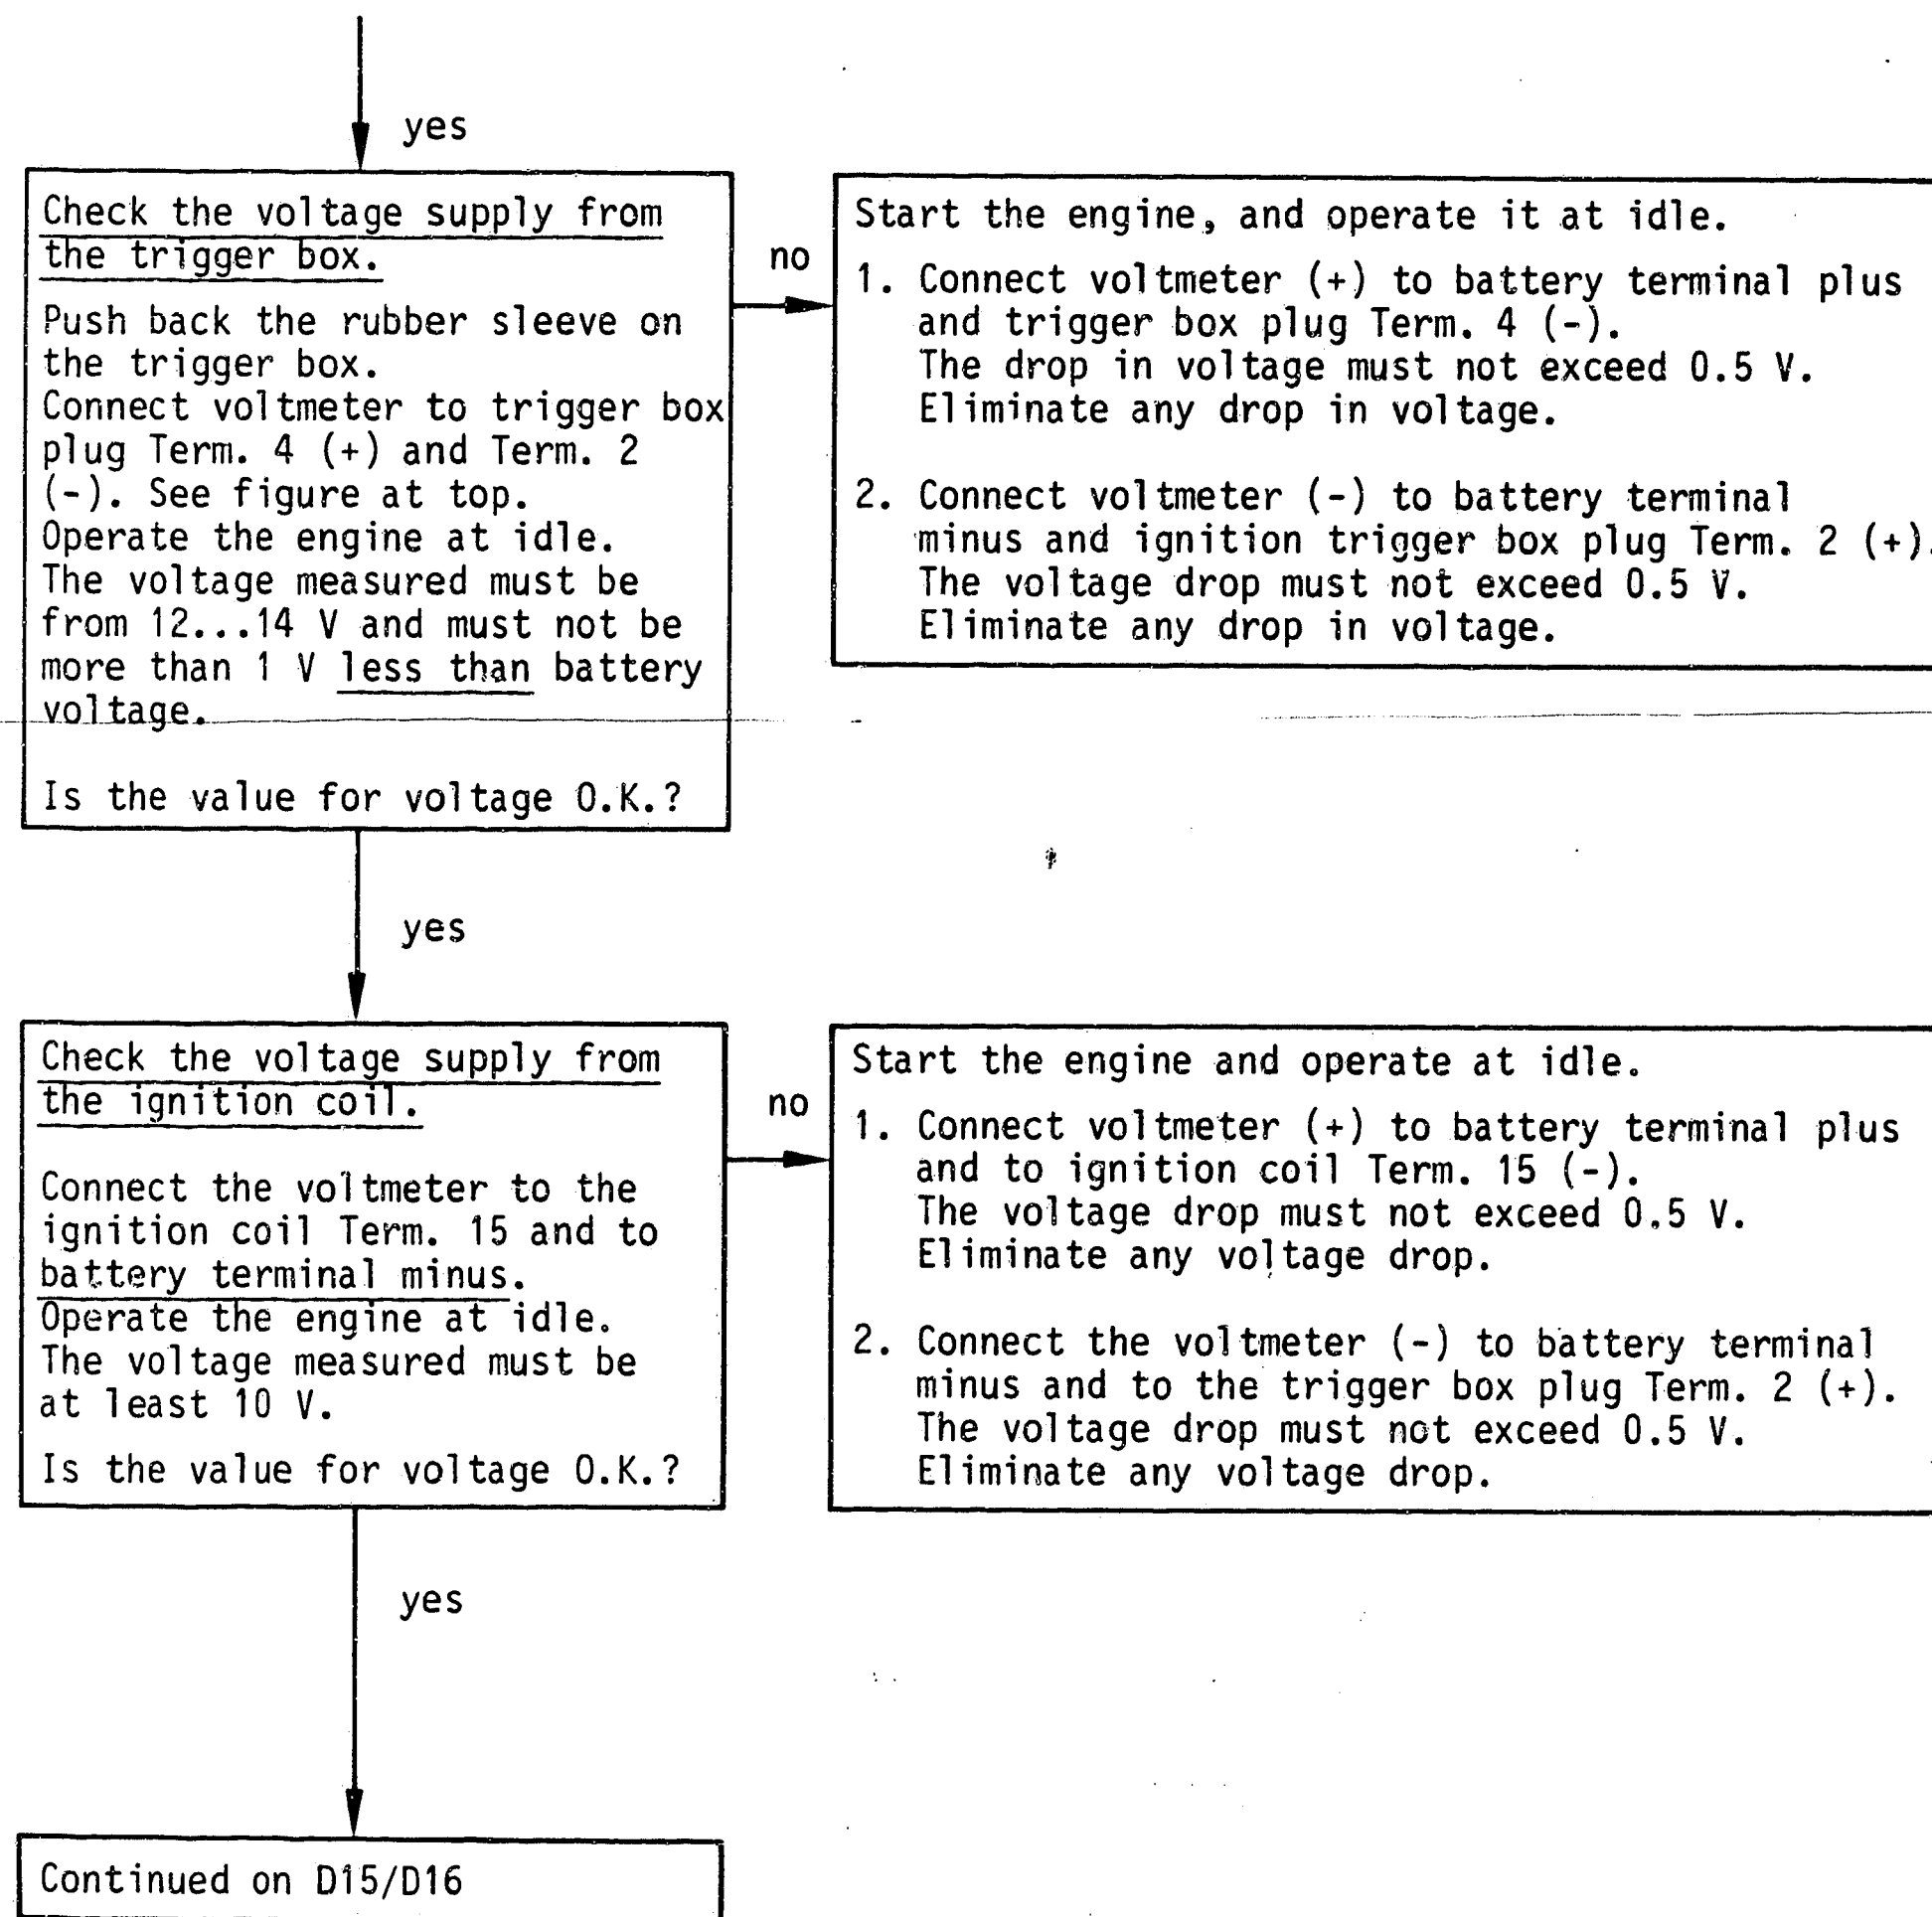 yes
Check the voltage supply from
the trigger box.
Push back the rubber sleeve on
the trigger box.
Connect voltmeter to trigger box
plug Term. 4 (+) and Term. 2
(-). See figure at top.
Operate the engine at idle.
The voltage measured must be
from 12...14 V and must not be
more than 1 V less than battery
voltage.
Is the value for voltage O.K.?
no
Start the engine, and operate it at idle.
1. Connect voltmeter (+) to battery terminal plus
and trigger box plug Term. 4 (-).
The drop in voltage must not exceed 0.5 V.
Eliminate any drop in voltage.
2. Connect voltmeter (-) to battery terminal
minus and ignition trigger box plug Term. 2 (+).
The voltage drop must not exceed 0.5 V.
Eliminate any drop in voltage.
yes
Check the voltage supply from
the ignition coil.
Connect the voltmeter to the
ignition coil Term. 15 and to
battery terminal minus.
Operate the engine at idle.
The voltage measured must be
at least 10 V.
Is the value for voltage O.K.?
no
Start the engine and operate at idle.
1. Connect voltmeter (+) to battery terminal plus
and to ignition coil Term. 15 (-).
The voltage drop must not exceed 0.5 V.
Eliminate any voltage drop.
2. Connect the voltmeter (-) to battery terminal
minus and to the trigger box plug Term. 2 (+).
The voltage drop must not exceed 0.5 V.
Eliminate any voltage drop.
yes
Continued on D15/D16